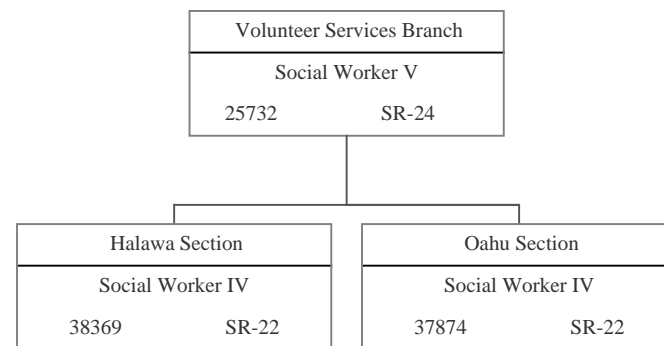 Volunteer Services Branch
Social Worker V
25732 SR-24
Halawa Section
Social Worker IV
38369 SR-22
Oahu Section
Social Worker IV
37874 SR-22